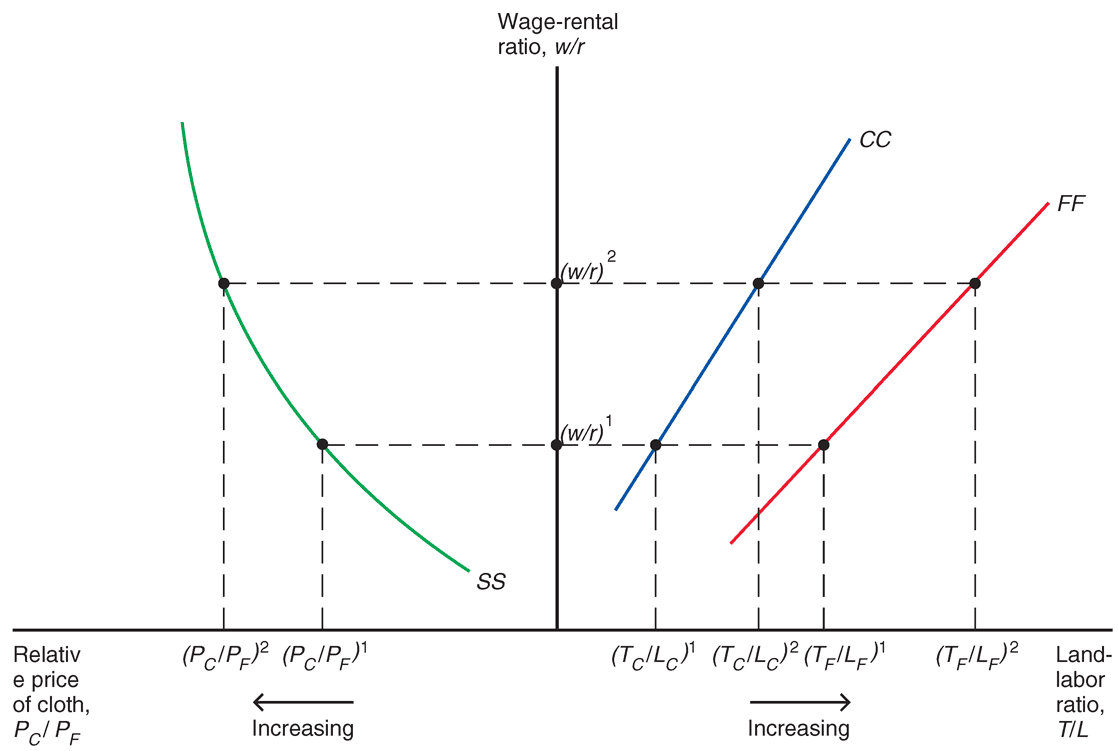 Wage-rental
ratio, w/r
CC
FF
(w/r)²
(w/r)¹
SS
(P_C/P_F)² (P_C/P_F)¹ (T_C/L_C)¹ (T_C/L_C)² (T_F/L_F)¹ (T_F/L_F)²
Relativ
e price
of cloth,
P_C/P_F
Increasing
Increasing
Land-
labor
ratio,
T/L